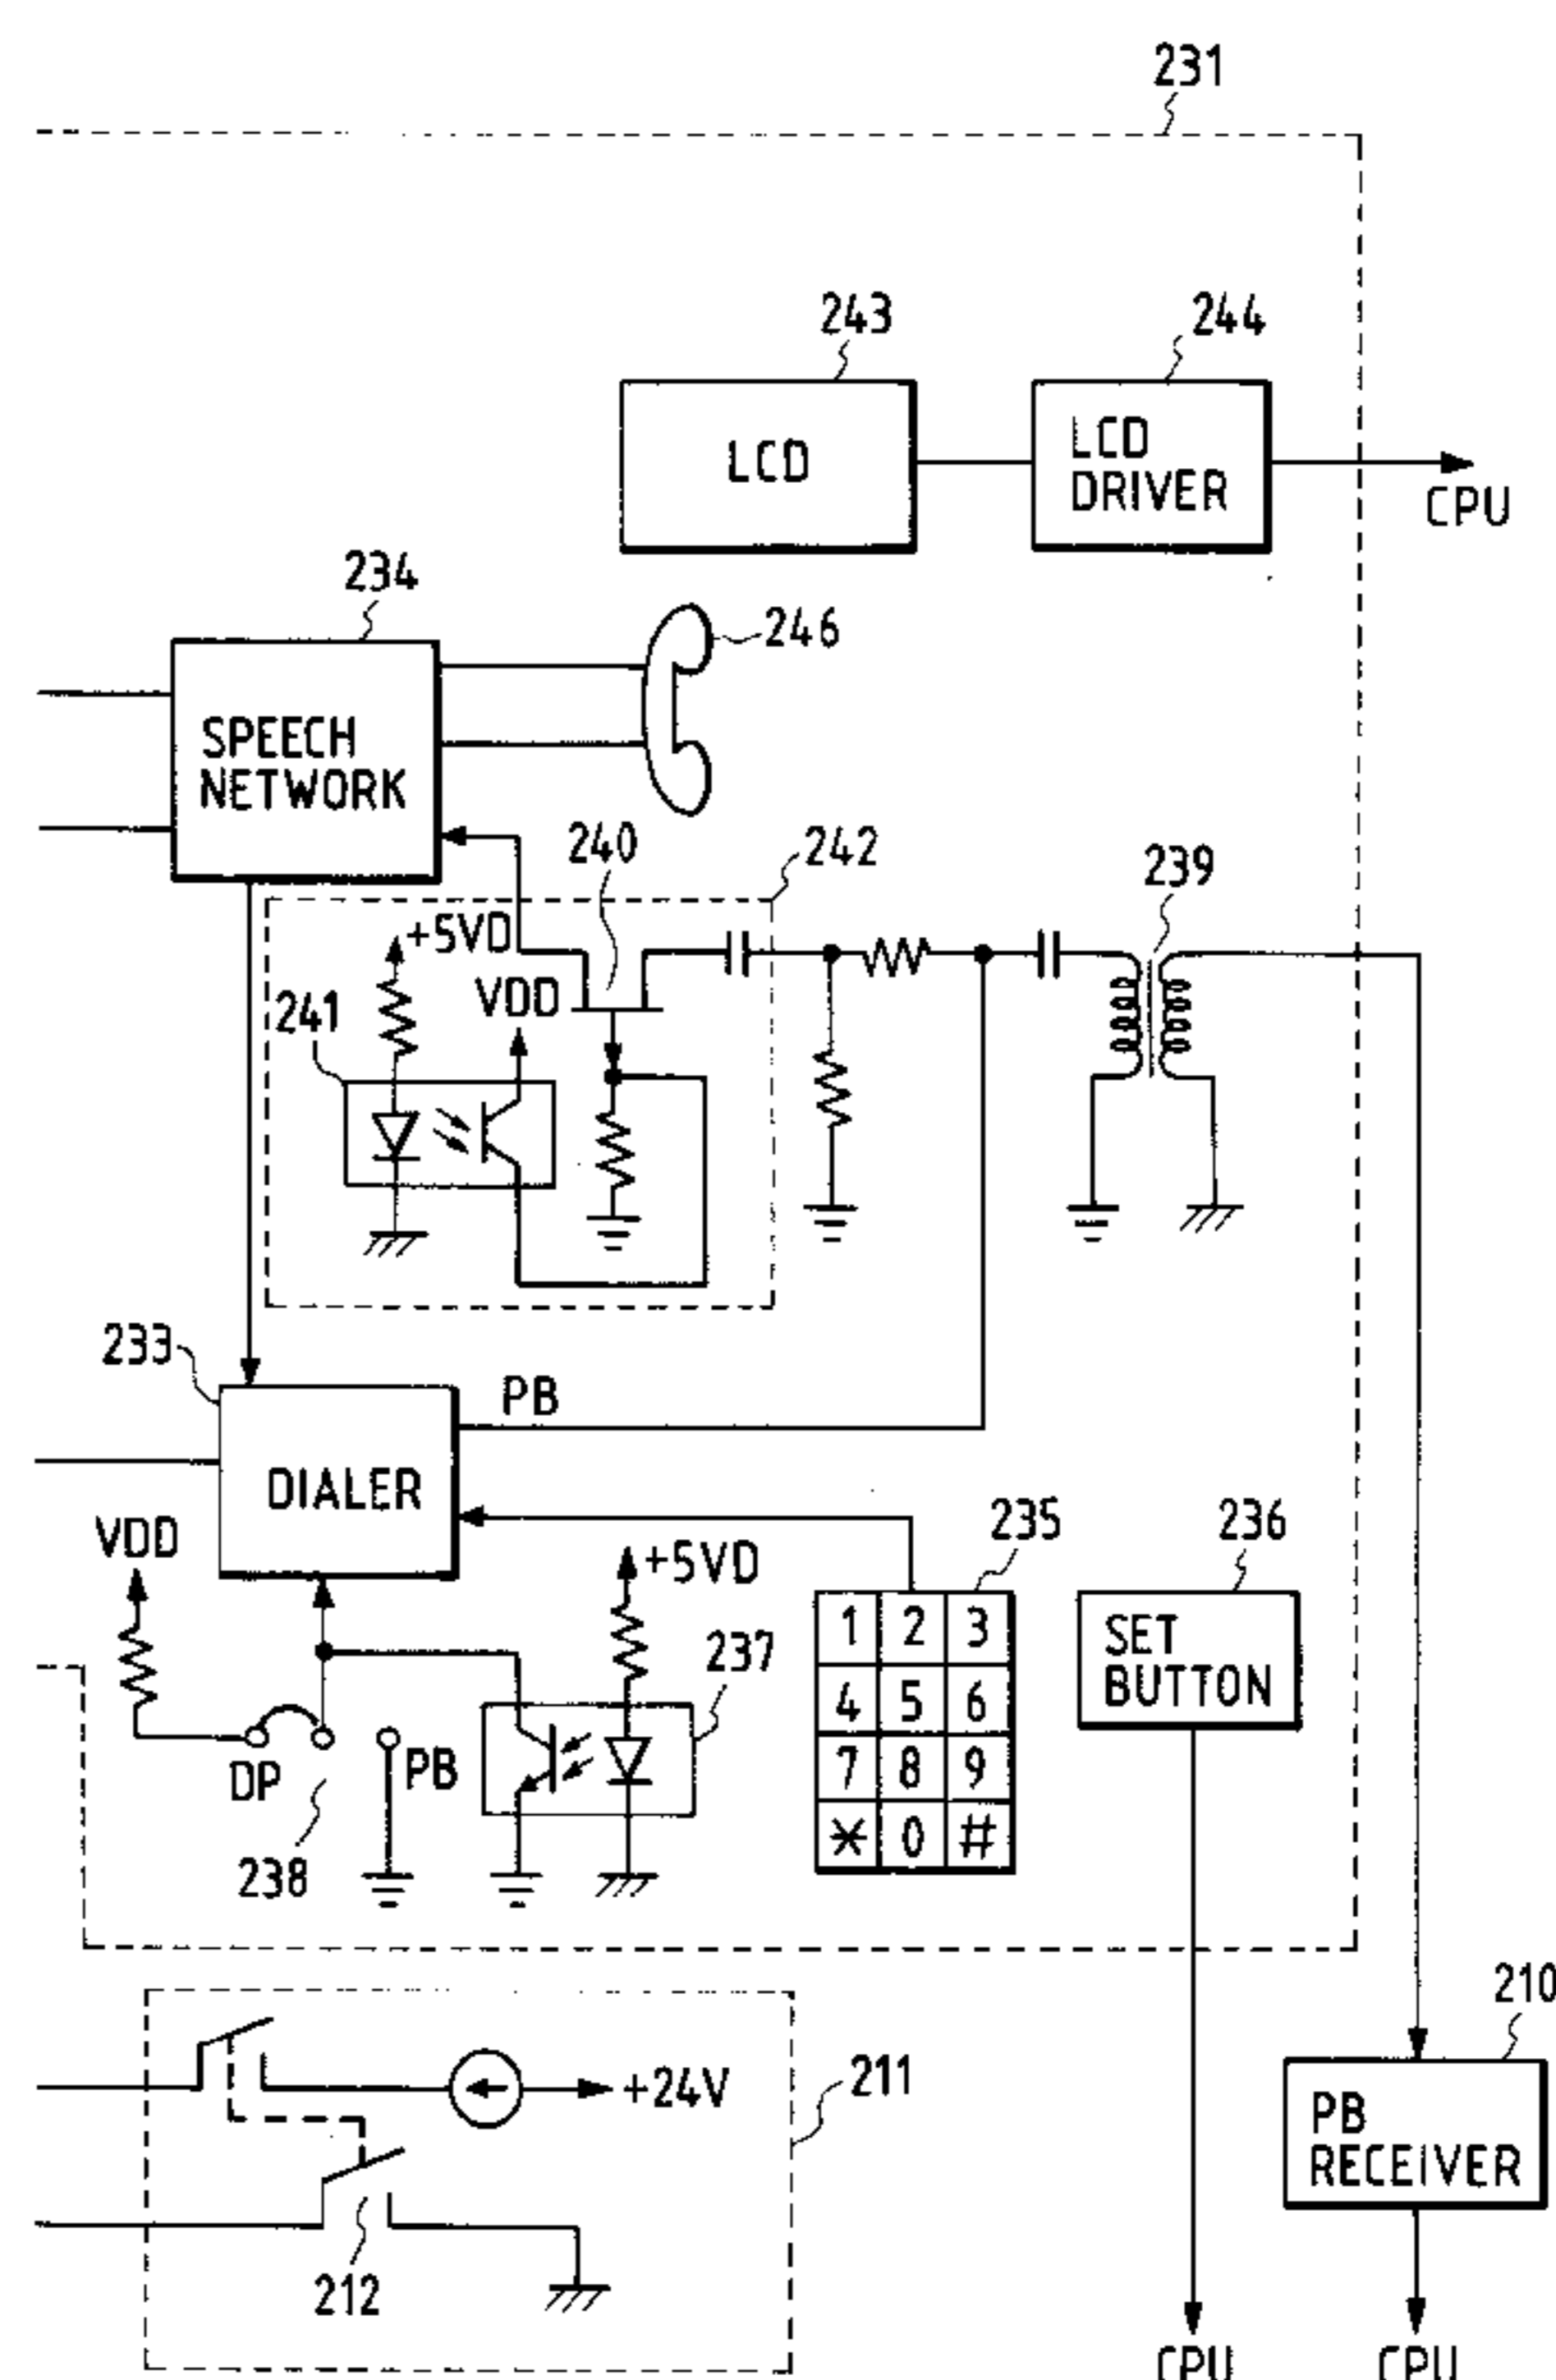 231
243
244
LCD
LCD
DRIVER
CPU
234
246
SPEECH
NETWORK
240
242
239
+5VD
VDD
241
233
PB
DIALER
VDD
+5VD
235
236
1 2 3
4 5 6
7 8 9
* 0 #
SET
BUTTON
237
DP
PB
238
210
211
+24V
PB
RECEIVER
212
CPU
CPU